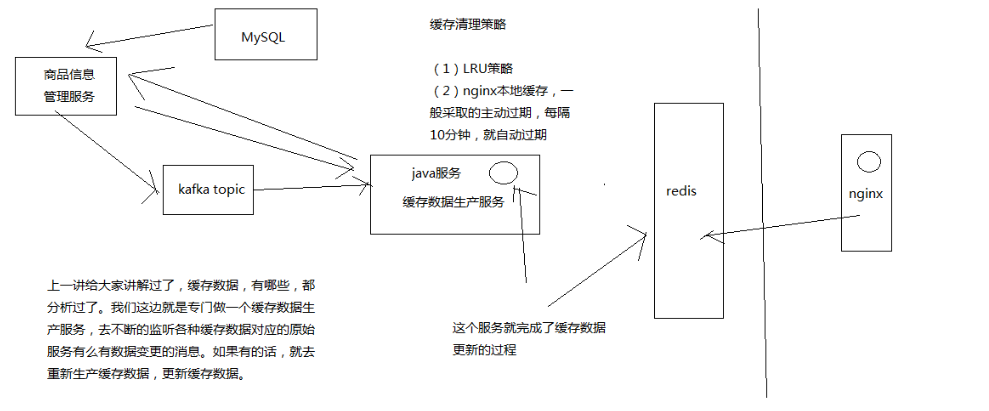 MySQL
商品信息
管理服务
kafka topic
缓存清理策略
（1）LRU策略
（2）nginx本地缓存，一
般采取的主动过期，每隔
10分钟，就自动过期
java服务
缓存数据生产服务
redis
nginx
上一讲给大家讲解过了，缓存数据，有哪些，都
分析过了。我们这边就是专门做一个缓存数据生
产服务，去不断的监听各种缓存数据对应的原始
服务有么有数据变更的消息。如果有的话，就去
重新生产缓存数据，更新缓存数据。
这个服务就完成了缓存数据
更新的过程